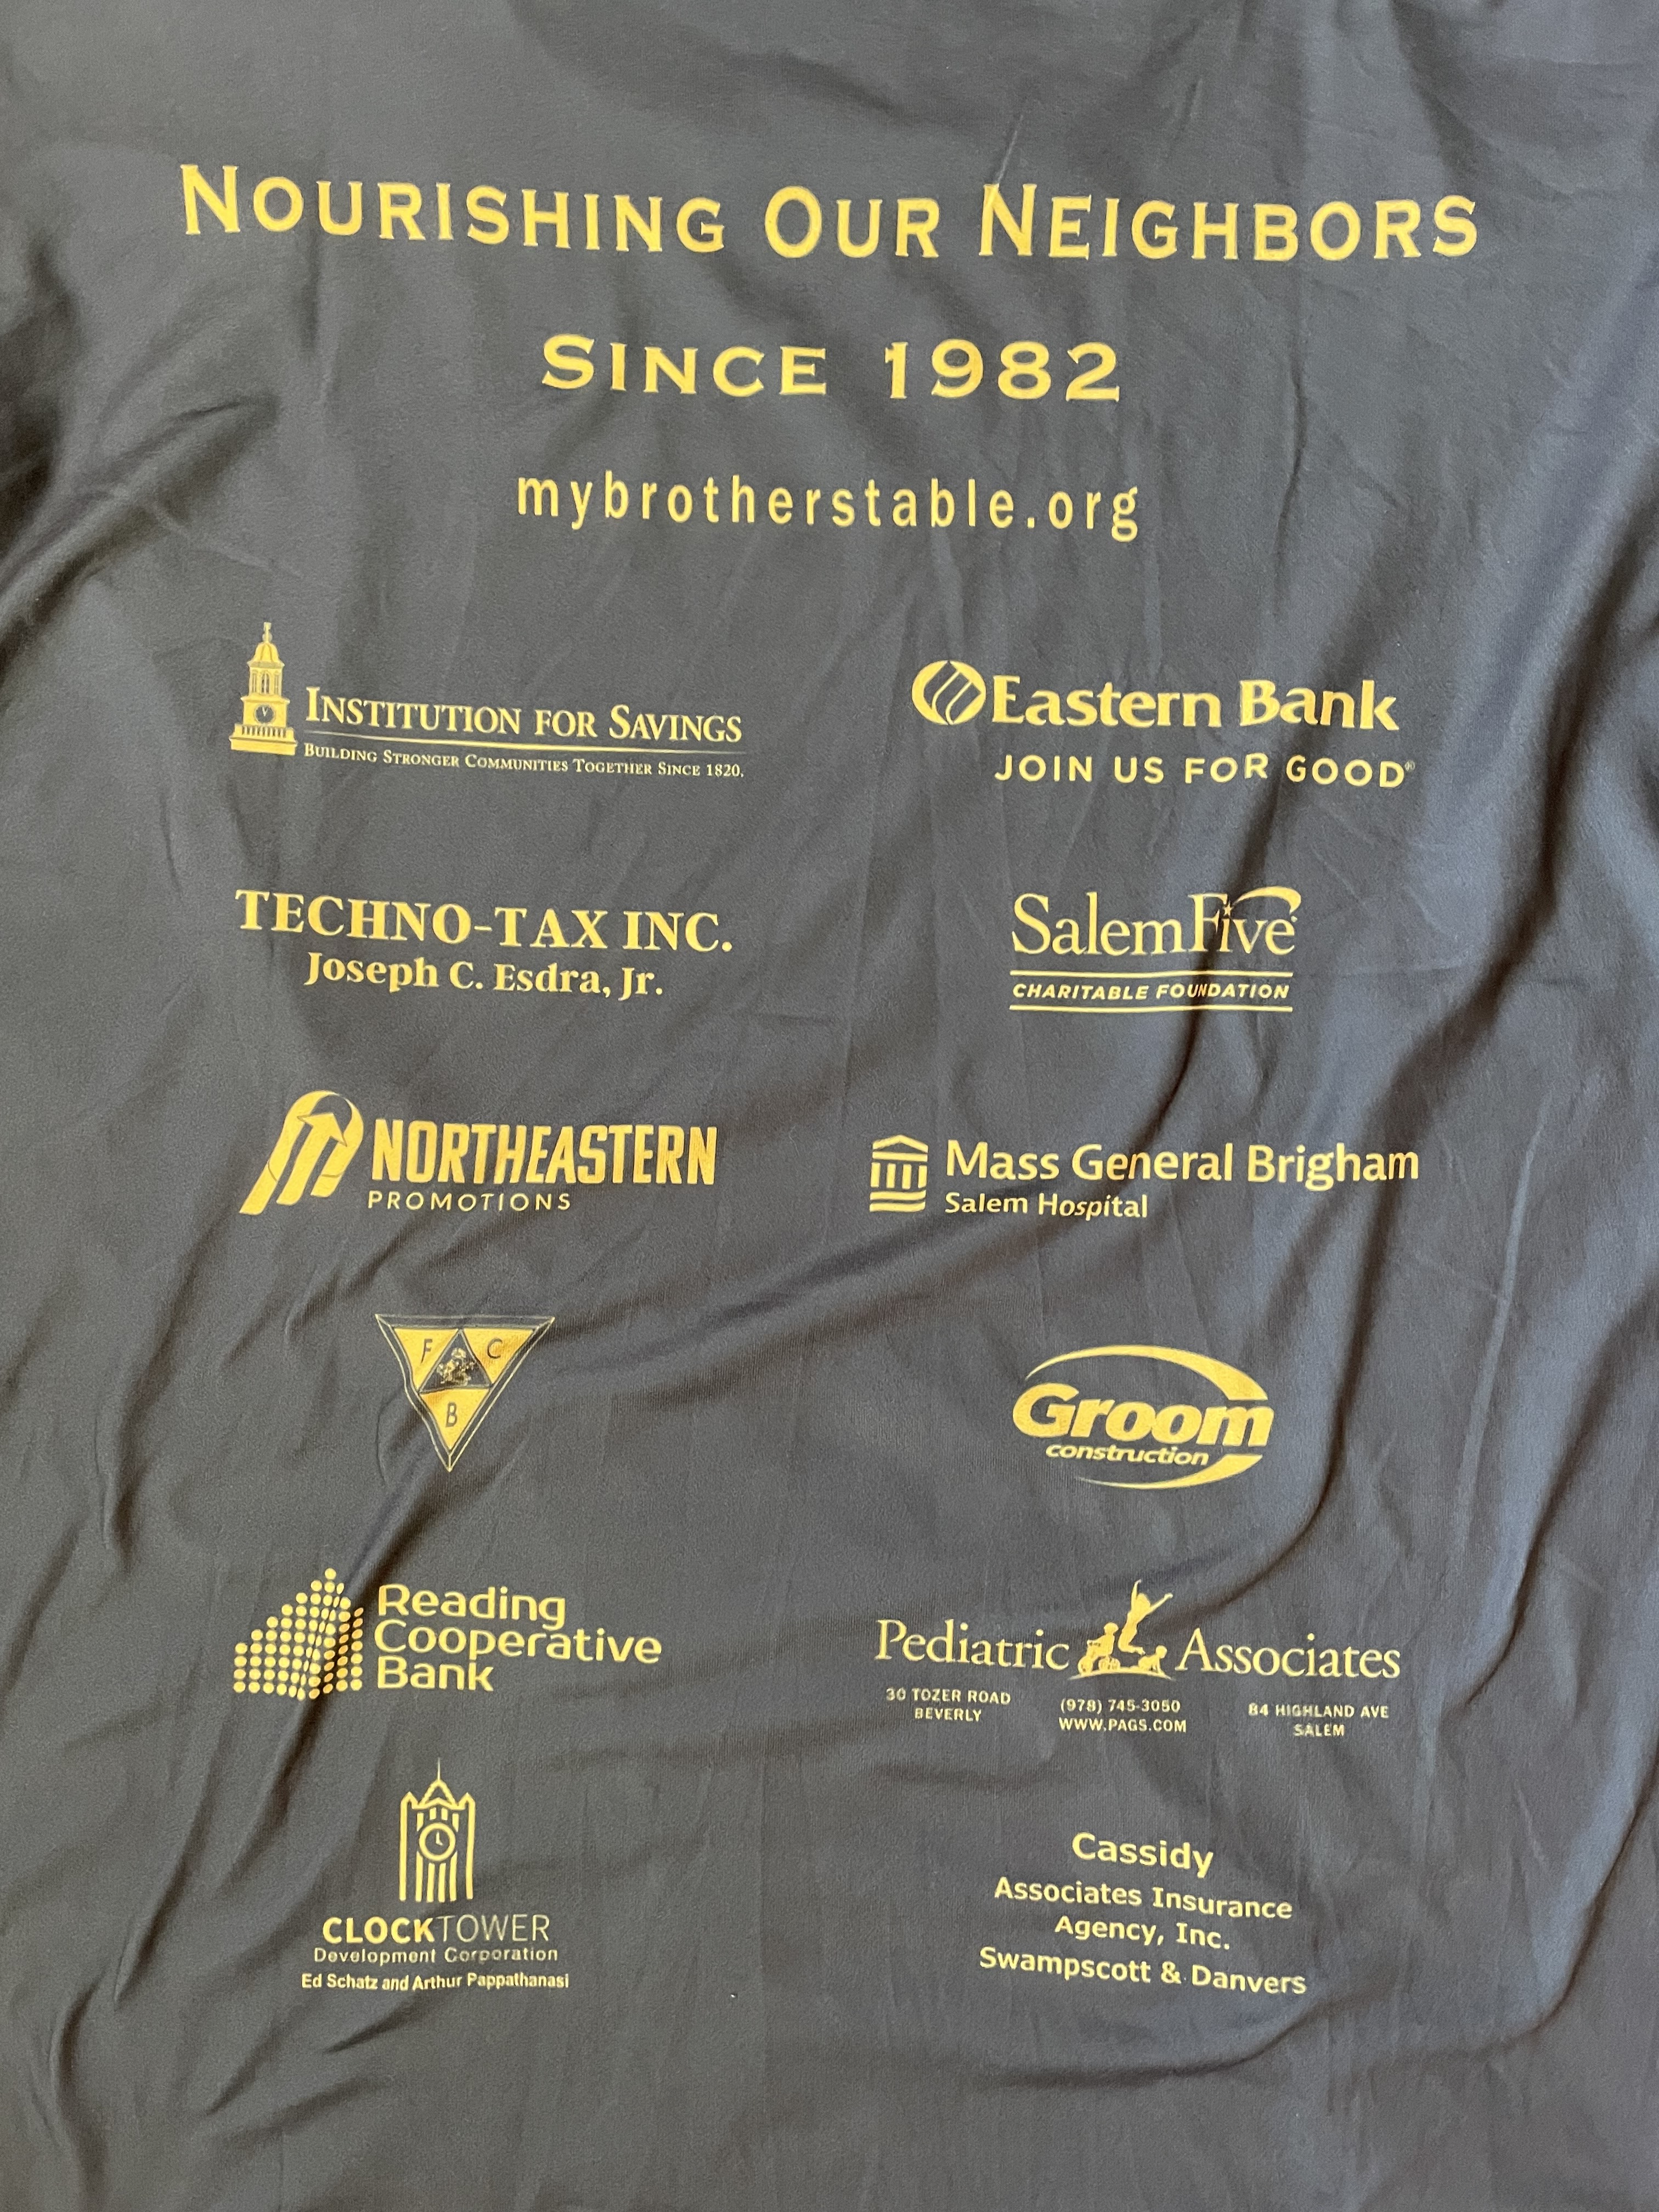 NOURISHING OUR NEIGHBORS
SINCE 1982
mybrotherstable.org
INSTITUTION FOR SAVINGS
BUILDING STRONGER COMMUNITIES TOGETHER SINCE 1820.
Eastern Bank
JOIN US FOR GOOD®
TECHNO-TAX INC.
Joseph C. Esdra, Jr.
SalemFive
CHARITABLE FOUNDATION
NORTHEASTERN
PROMOTIONS
Mass General Brigham
Salem Hospital
F C
B
Groom
construction
Reading
Cooperative
Bank
Pediatric Associates
30 TOZER ROAD
BEVERLY
(978) 745-3050
WWW.PAGS.COM
84 HIGHLAND AVE
SALEM
CLOCKTOWER
Development Corporation
Ed Schatz and Arthur Pappathanasi
Cassidy
Associates Insurance
Agency, Inc.
Swampscott & Danvers